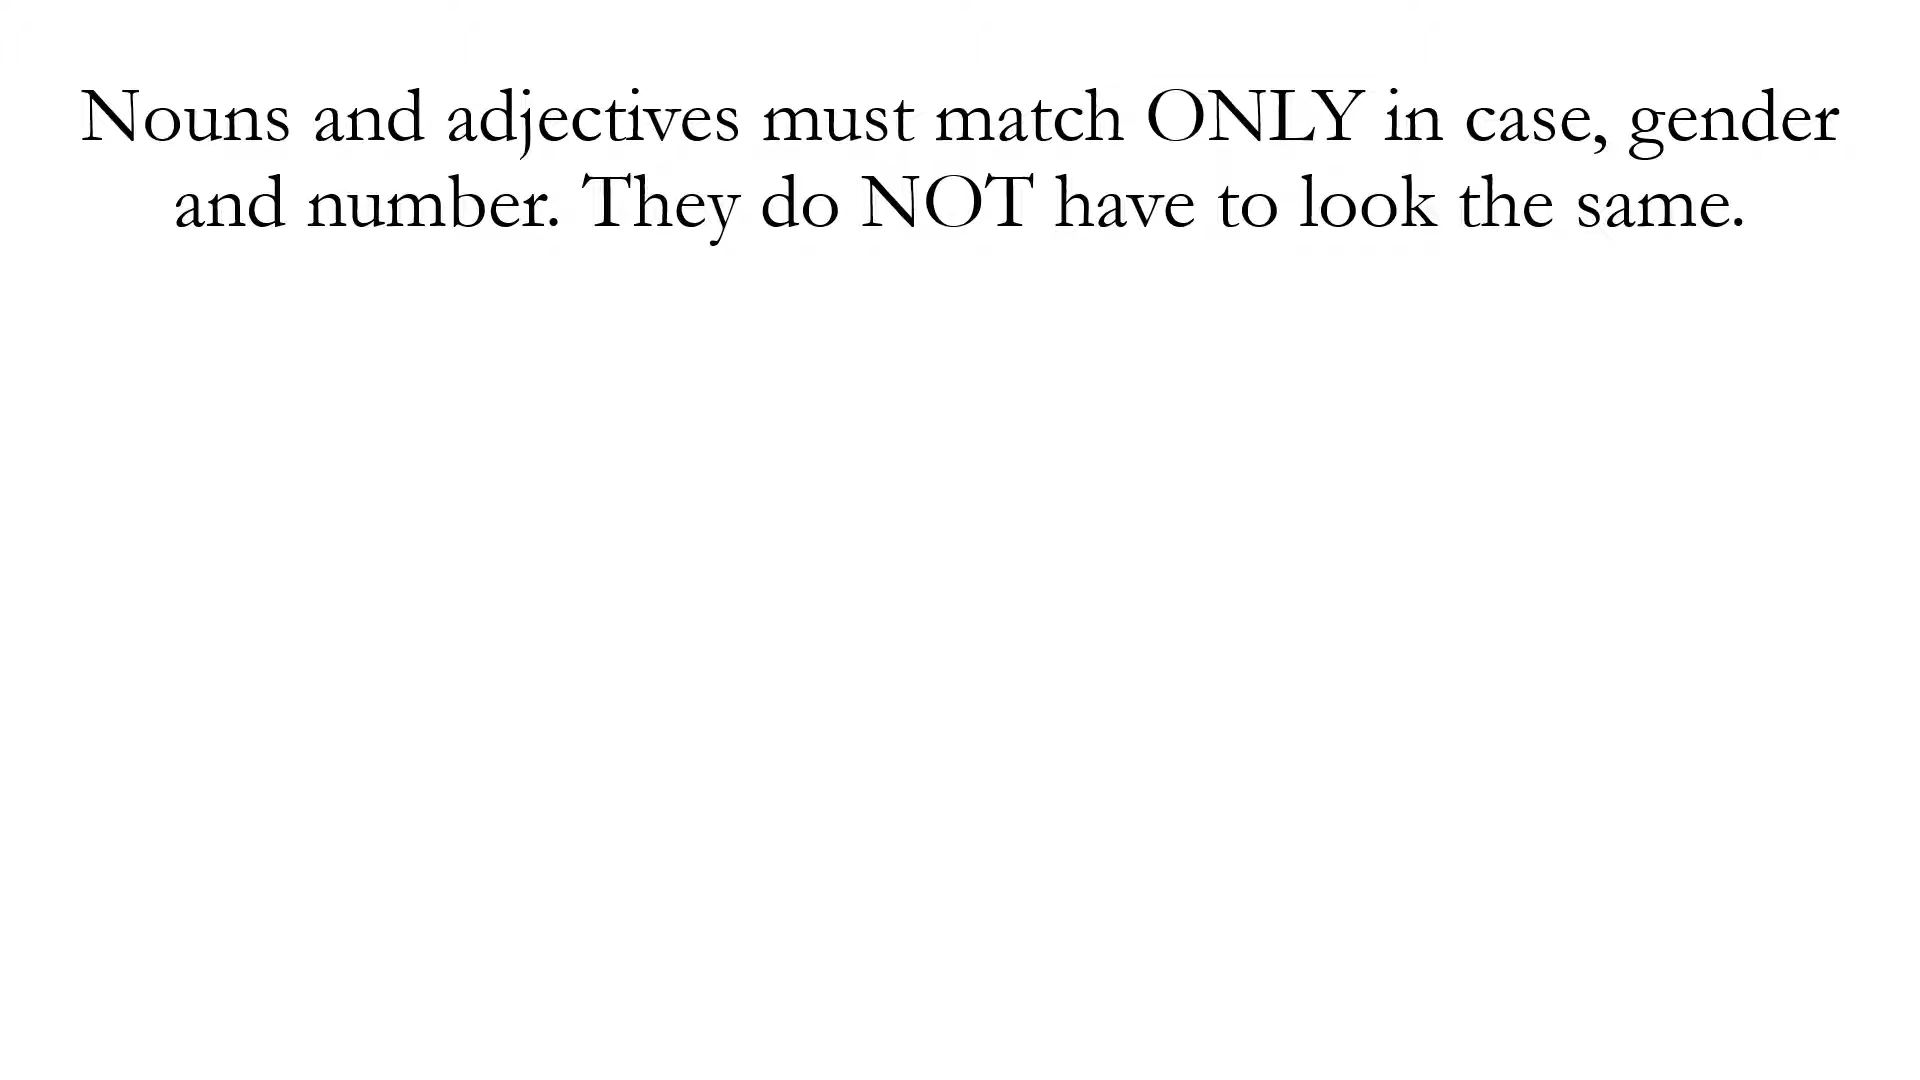 Nouns and adjectives must match ONLY in case, gender
and number. They do NOT have to look the same.